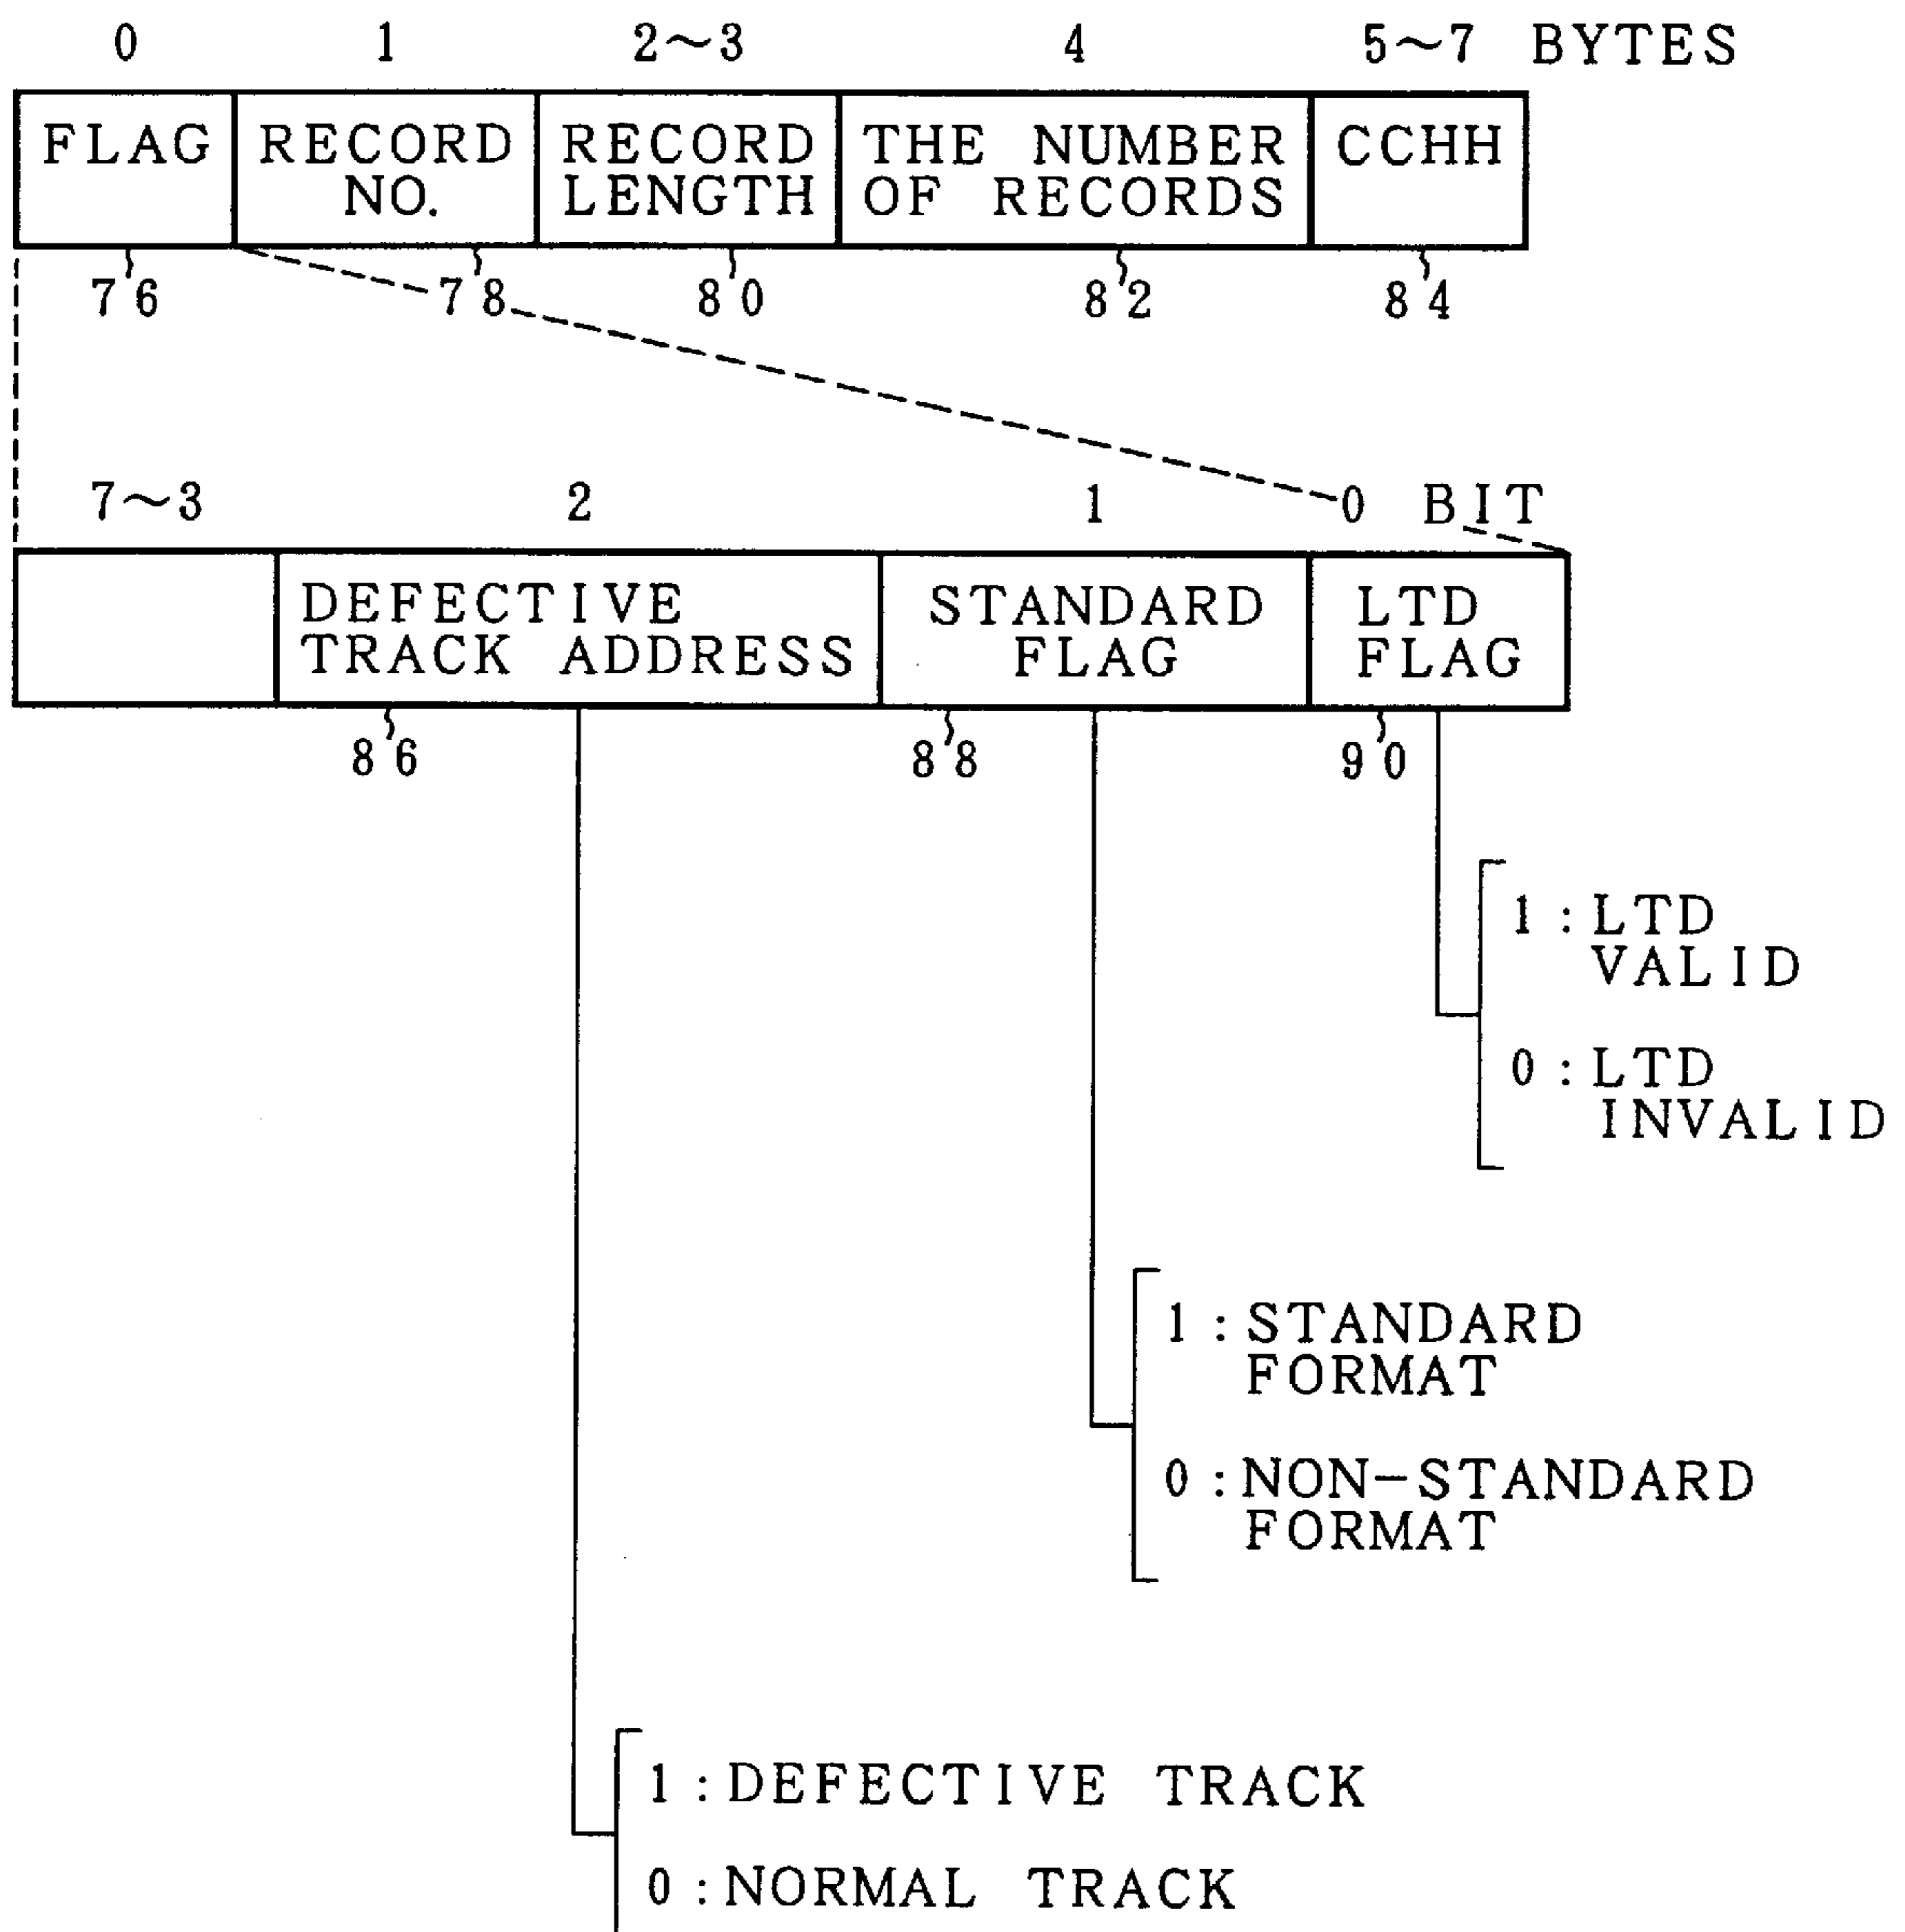 0 1 2~3 4 5~7 BYTES
FLAG RECORD RECORD THE NUMBER CCHH
NO. LENGTH OF RECORDS
76 78 80 82 84
7~3 2 1 0 BIT
DEFECTIVE STANDARD LTD
TRACK ADDRESS FLAG FLAG
86 88 90
1:LTD
VALID
0:LTD
INVALID
1:STANDARD
FORMAT
0:NON-STANDARD
FORMAT
1:DEFECTIVE TRACK
0:NORMAL TRACK